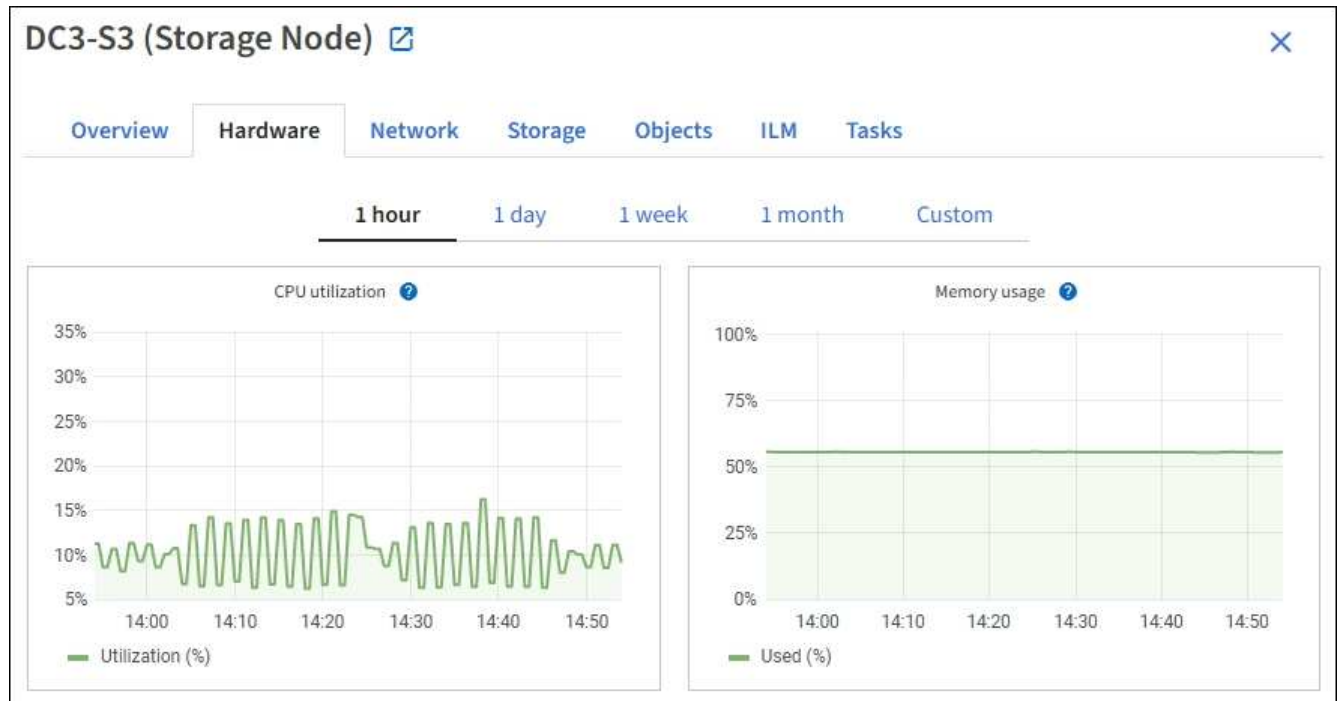 DC3-S3 (Storage Node)
Overview Hardware Network Storage Objects ILM Tasks
1 hour 1 day 1 week 1 month Custom
CPU utilization ?
35%
30%
25%
20%
15%
10%
5%
14:00 14:10 14:20 14:30 14:40 14:50
Utilization (%)
Memory usage ?
100%
75%
50%
25%
0%
14:00 14:10 14:20 14:30 14:40 14:50
Used (%)